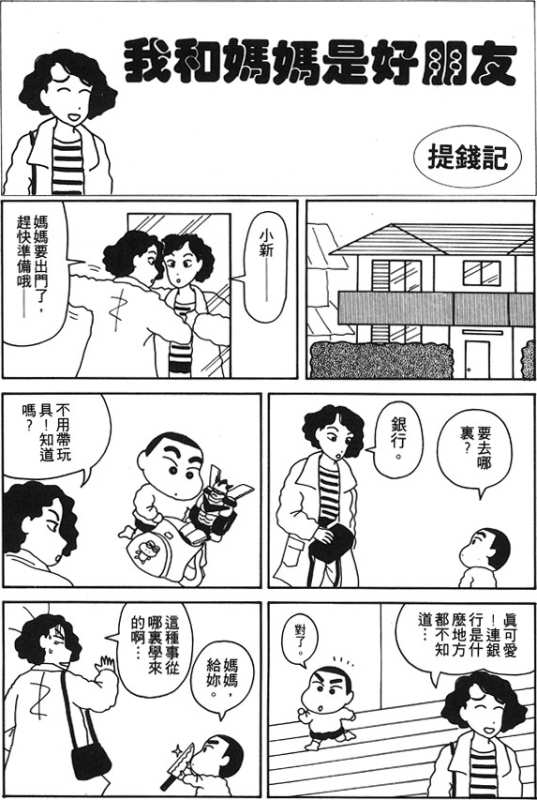 我和媽媽是好朋友
提錢記
小新——
媽媽要出門了，
趕快準備哦——
要去哪
裏？
銀行。
不用帶玩
具！知道
嗎？
眞可愛
！連銀
行是什
麼地方
都不知
道…
對了。
媽媽，
給妳。
這種事從
哪裏學來
的啊…